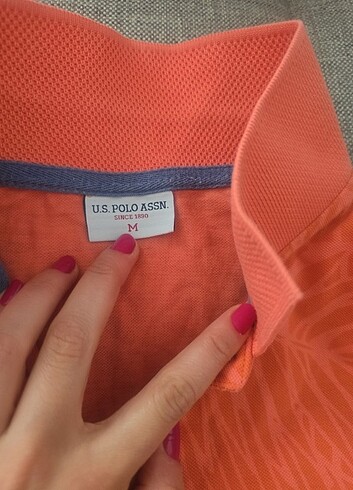 U.S. POLO ASSN.
SINCE 1890
M